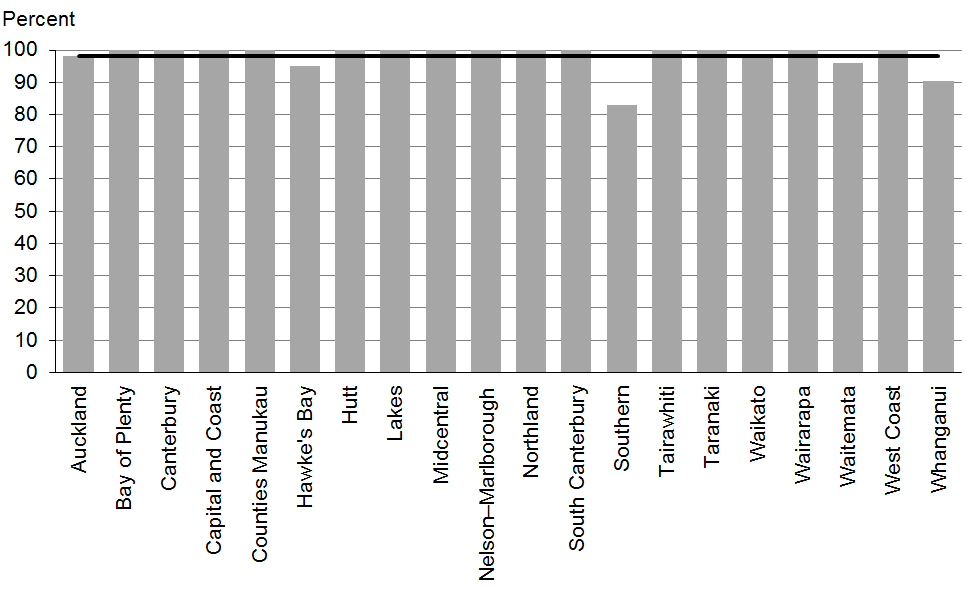 Percent
100
90
80
70
60
50
40
30
20
10
0
Auckland
Bay of Plenty
Canterbury
Capital and Coast
Counties Manukau
Hawke's Bay
Hutt
Lakes
Midcentral
Nelson–Marlborough
Northland
South Canterbury
Southern
Tairawhiti
Taranaki
Waikato
Wairarapa
Waitemata
West Coast
Whanganui